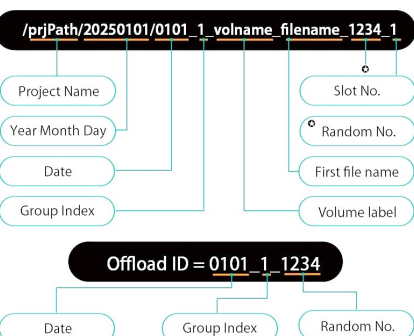 /prjPath/20250101/0101_1_volname_filename_1234_1
Project Name
Slot No.
Year Month Day
Random No.
Date
First file name
Group Index
Volume label
Offload ID = 0101_1_1234
Date
Group Index
Random No.